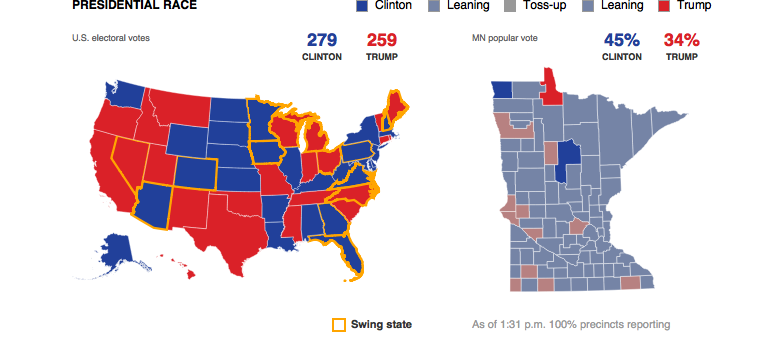 PRESIDENTIAL RACE
Clinton Leaning Toss-up Leaning Trump
U.S. electoral votes
279 259
CLINTON TRUMP
MN popular vote
45% 34%
CLINTON TRUMP
Swing state
As of 1:31 p.m. 100% precincts reporting